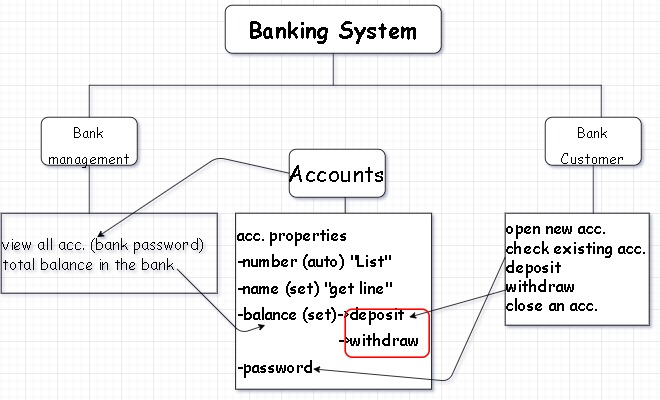 Banking System
Bank
management
Accounts
Bank
Customer
view all acc. (bank password)
total balance in the bank
acc. properties
-number (auto) "List"
-name (set) "get line"
-balance (set)->deposit
->withdraw
-password
open new acc.
check existing acc.
deposit
withdraw
close an acc.